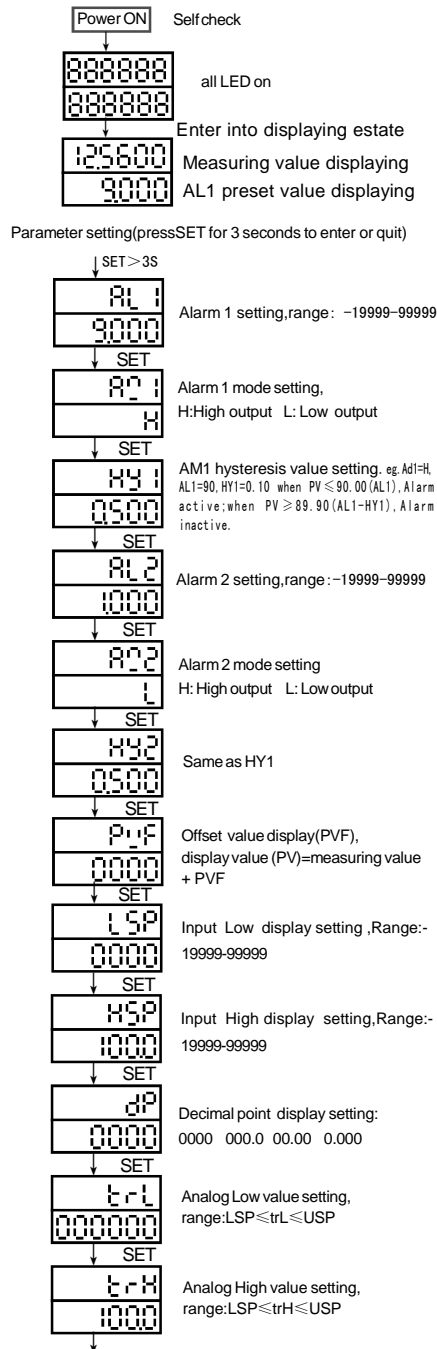 Power ON Self check
888888
888888
all LED on
Enter into displaying estate
12.5600 Measuring value displaying
9.000 AL1 preset value displaying
Parameter setting(pressSET for 3 seconds to enter or quit)
SET＞3S
AL 1
9.000
Alarm 1 setting,range: -19999-99999
SET
H
Alarm 1 mode setting,
H:High output L: Low output
SET
HY1
0.500
AM1 hysteresis value setting. eg.Ad1=H,
AL1=90,HY1=0.10 when PV≤90.00(AL1),Alarm
active;when PV≥89.90(AL1-HY1),Alarm
inactive.
SET
AL2
1.000
Alarm 2 setting,range:-19999-99999
SET
L
Alarm 2 mode setting
H: High output L: Low output
SET
HY2
0.500
Same as HY1
SET
PvF
0000
Offset value display(PVF),
display value (PV)=measuring value
+ PVF
SET
LSP
0000
Input Low display setting ,Range:-
19999-99999
SET
HSP
100.0
Input High display setting,Range:-
19999-99999
SET
dP
0000
Decimal point display setting:
0000 000.0 00.00 0.000
SET
trL
000000
Analog Low value setting,
range:LSP≤trL≤USP
SET
trH
100.0
Analog High value setting,
range:LSP≤trH≤USP